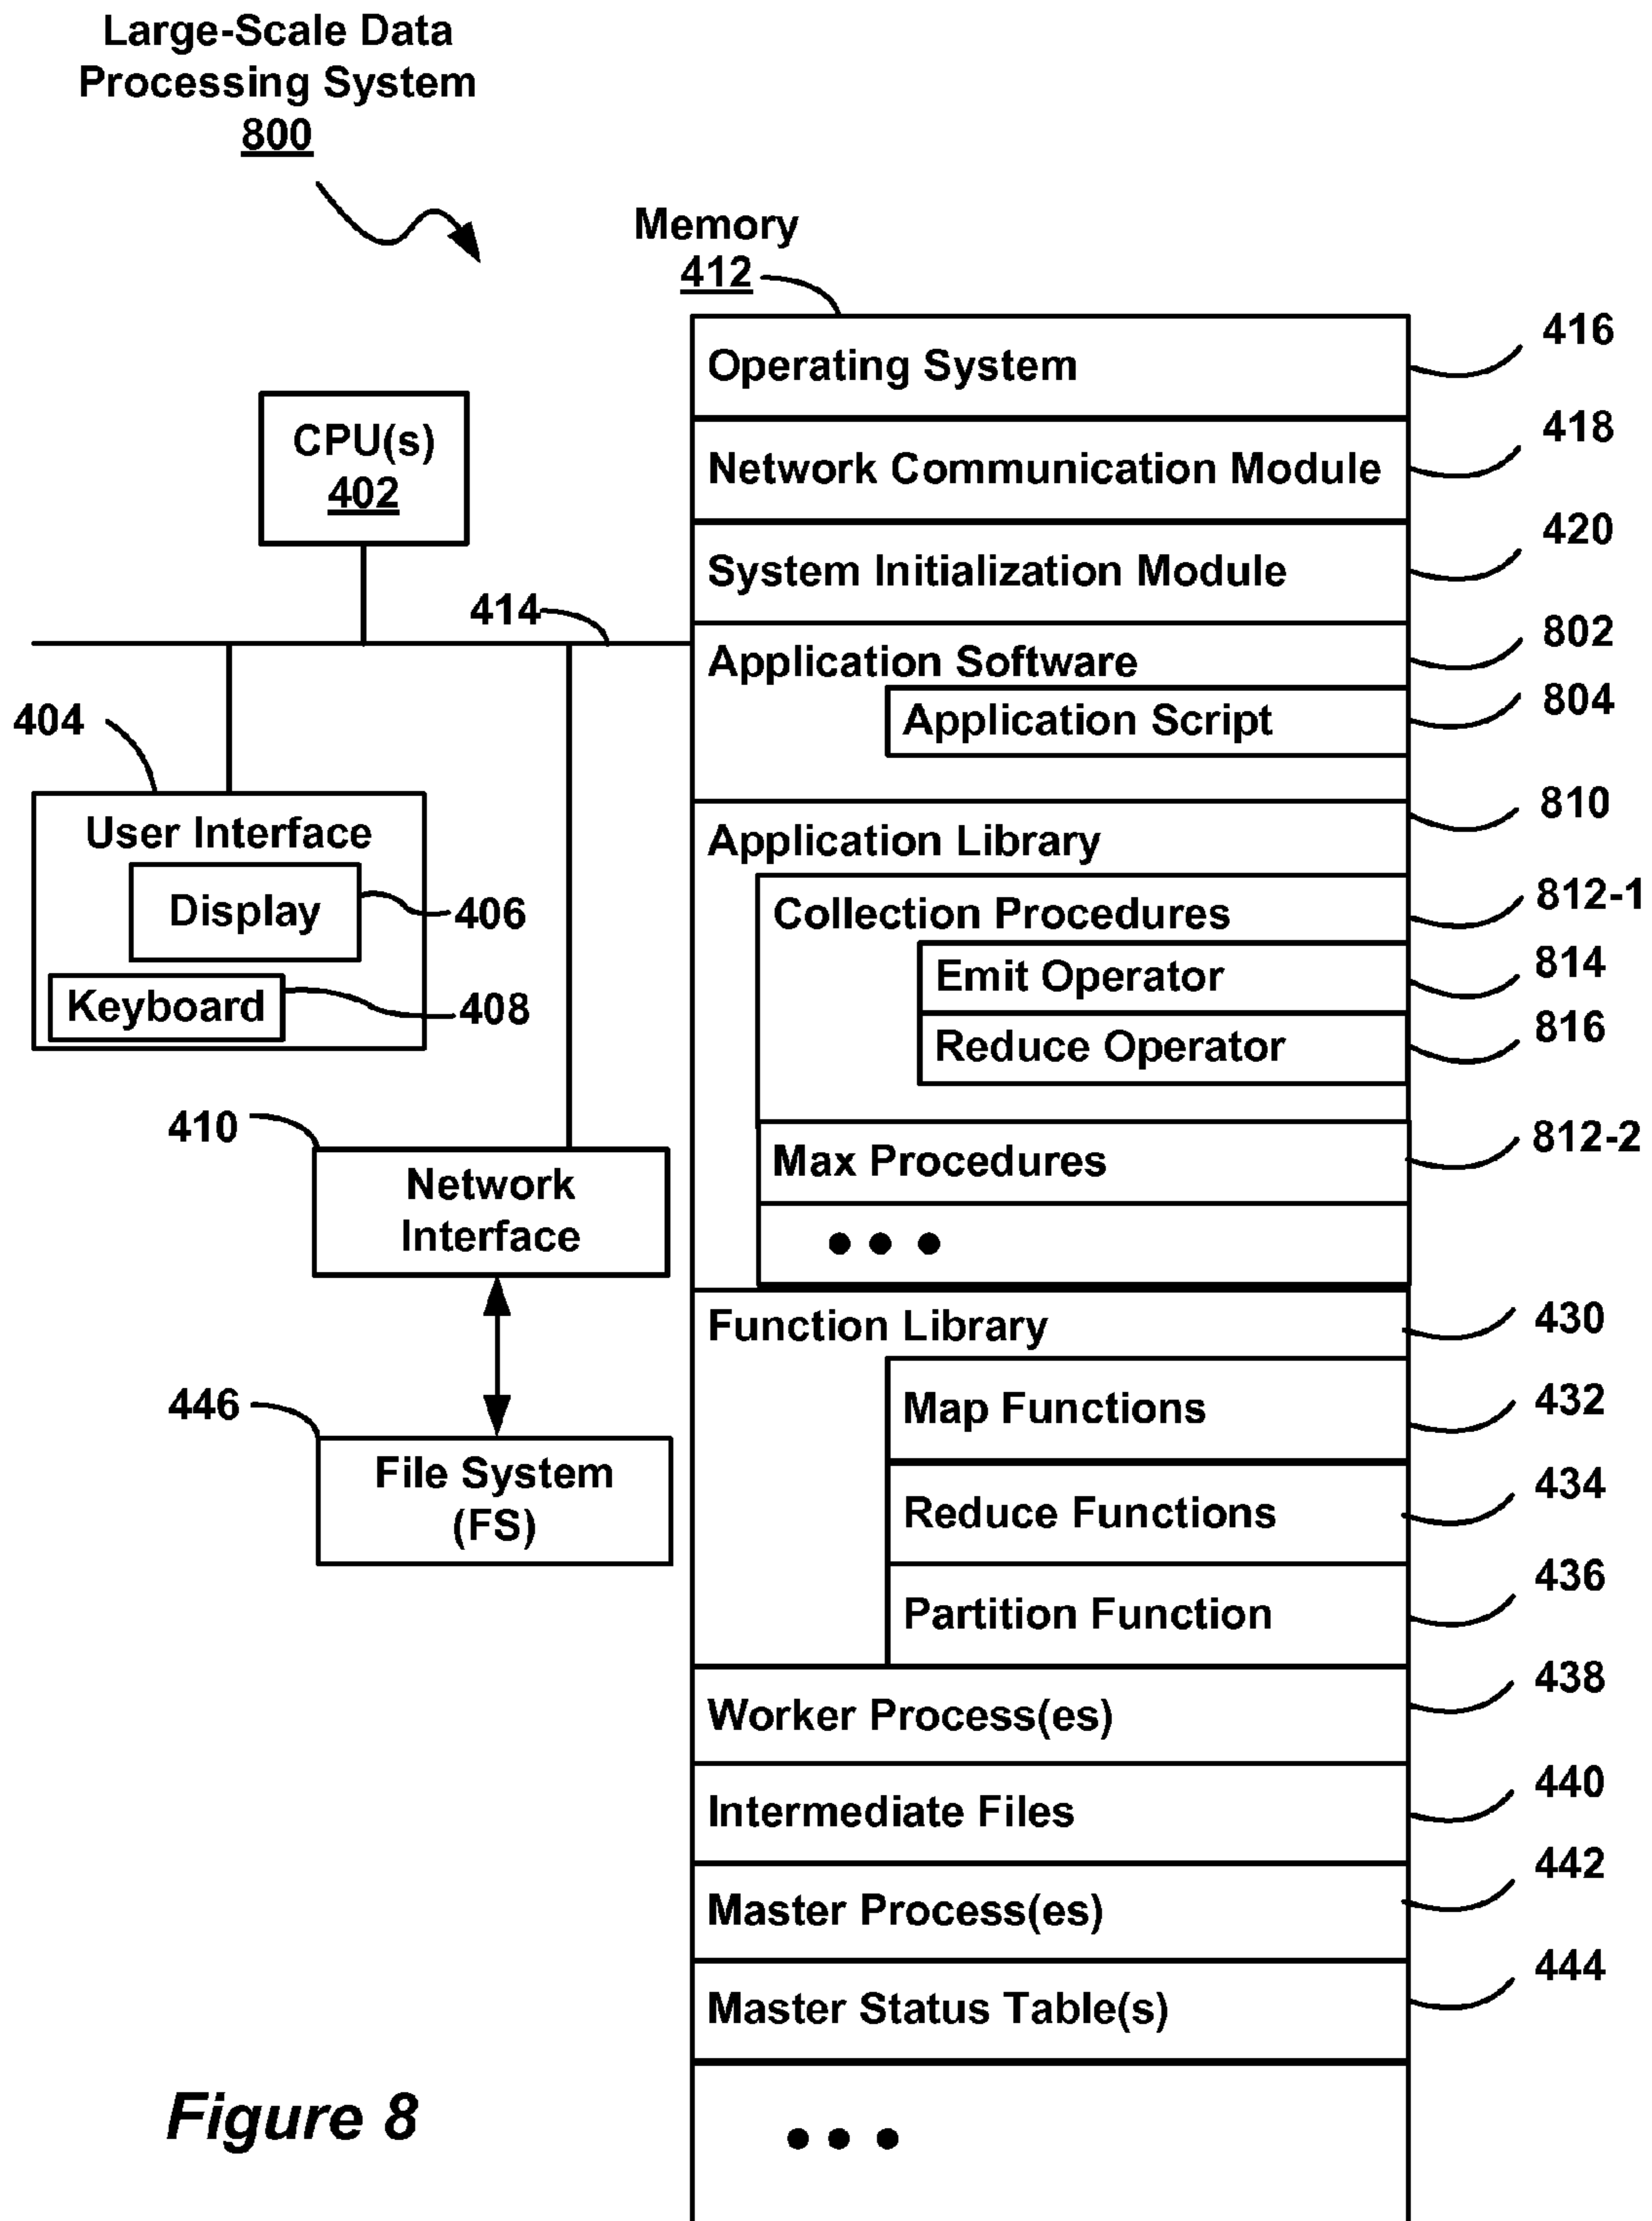 Large-Scale Data
Processing System
800
Memory
412
Operating System
416
Network Communication Module
418
System Initialization Module
420
CPU(s)
402
414
Application Software
802
Application Script
804
404
User Interface
Display
406
Keyboard
408
Application Library
810
Collection Procedures
812-1
Emit Operator
814
Reduce Operator
816
Max Procedures
812-2
• • •
410
Network
Interface
446
File System
(FS)
Function Library
430
Map Functions
432
Reduce Functions
434
Partition Function
436
Worker Process(es)
438
Intermediate Files
440
Master Process(es)
442
Master Status Table(s)
444
• • •
Figure 8